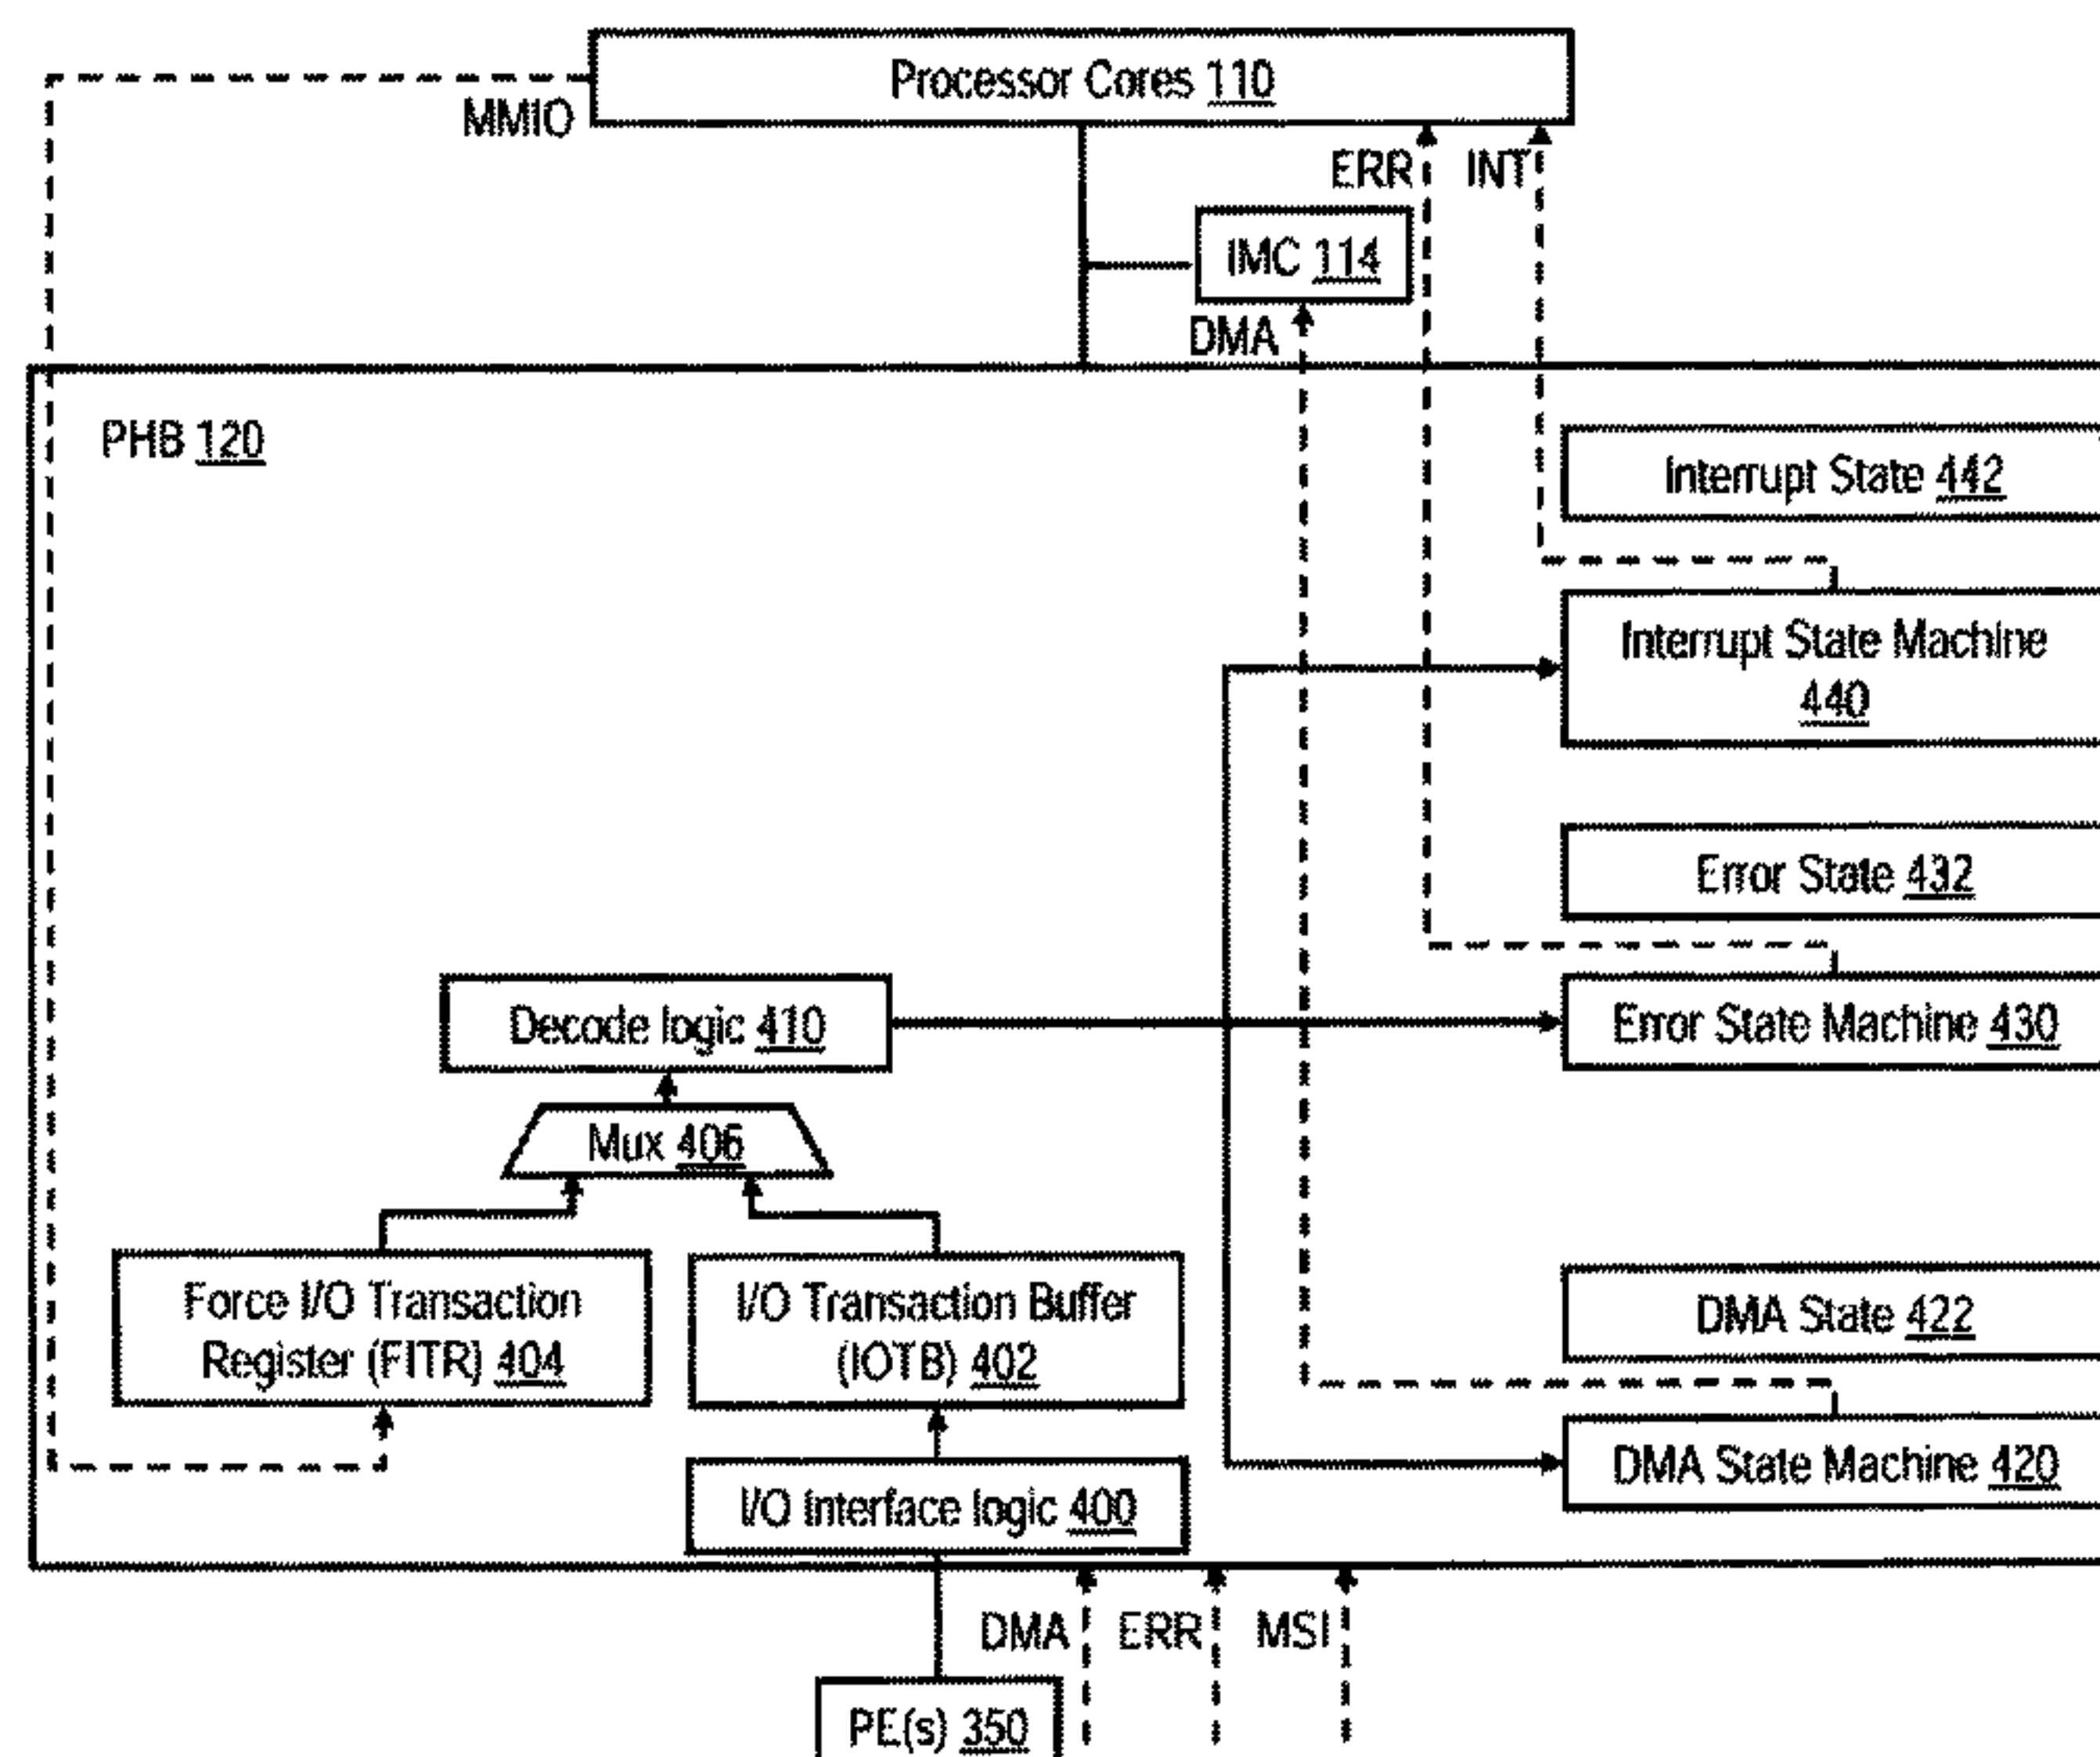 Processor Cores 110
MMIO
ERR INT
IMC 114
DMA
PHB 120
Interrupt State 442
Interrupt State Machine
440
Error State 432
Decode logic 410
Error State Machine 430
Mux 406
Force I/O Transaction
Register (FITR) 404
I/O Transaction Buffer
(IOTB) 402
DMA State 422
DMA State Machine 420
I/O Interface logic 400
DMA ERR MSI
PE(s) 350